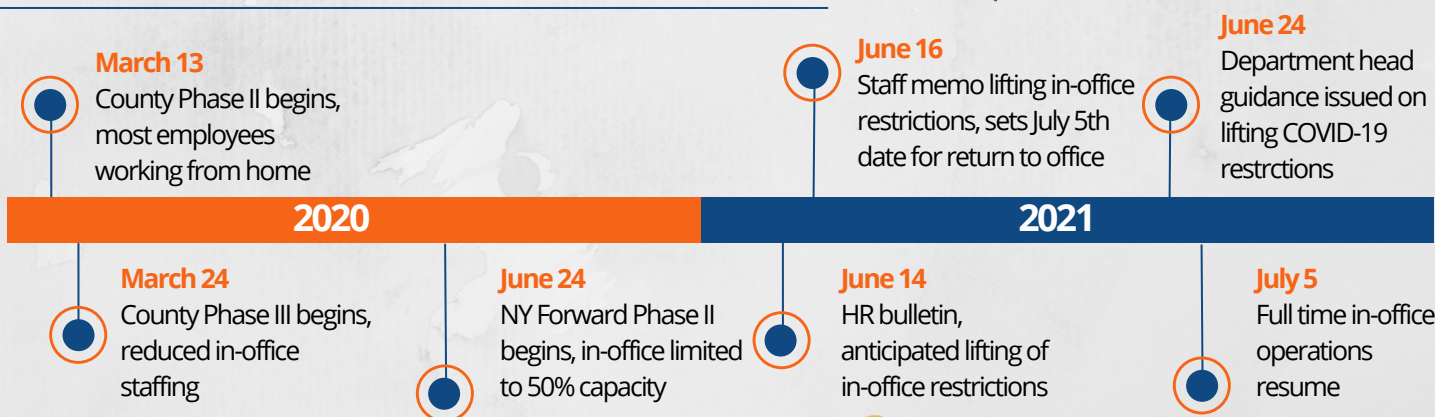 March 13
County Phase II begins,
most employees
working from home
June 16
Staff memo lifting in-office
restrictions, sets July 5th
date for return to office
June 24
Department head
guidance issued on
lifting COVID-19
restrctions
2020
2021
March 24
County Phase III begins,
reduced in-office
staffing
June 24
NY Forward Phase II
begins, in-office limited
to 50% capacity
June 14
HR bulletin,
anticipated lifting of
in-office restrictions
July 5
Full time in-office
operations
resume